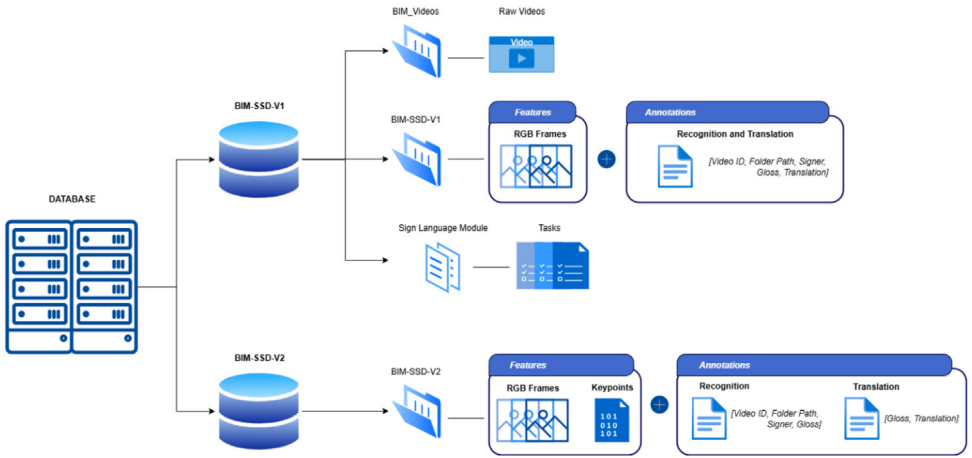 BIM_Videos
Raw Videos
Video
BIM-SSD-V1
BIM-SSD-V1
Features
RGB Frames
Annotations
Recognition and Translation
[Video ID, Folder Path, Signer,
Gloss, Translation]
DATABASE
Sign Language Module
Tasks
BIM-SSD-V2
BIM-SSD-V2
Features
RGB Frames
Keypoints
101
010
101
Annotations
Recognition
[Video ID, Folder Path,
Signer, Gloss]
Translation
[Gloss, Translation]